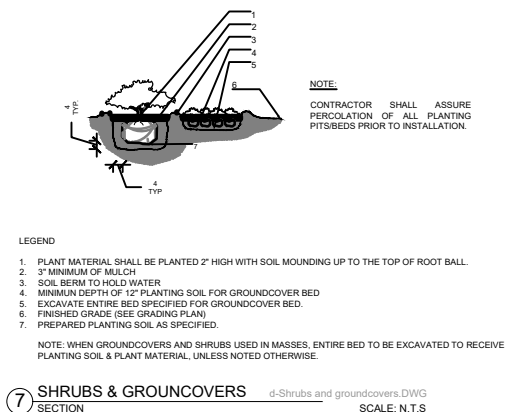 1
2
3
4
5
6
4
TYP.
7
4
TYP
NOTE:
CONTRACTOR SHALL ASSURE
PERCOLATION OF ALL PLANTING
PITS/BEDS PRIOR TO INSTALLATION.
LEGEND
1. PLANT MATERIAL SHALL BE PLANTED 2" HIGH WITH SOIL MOUNDING UP TO THE TOP OF ROOT BALL.
2. 3" MINIMUM OF MULCH
3. SOIL BERM TO HOLD WATER
4. MINIMUN DEPTH OF 12" PLANTING SOIL FOR GROUNDCOVER BED
5. EXCAVATE ENTIRE BED SPECIFIED FOR GROUNDCOVER BED.
6. FINISHED GRADE (SEE GRADING PLAN)
7. PREPARED PLANTING SOIL AS SPECIFIED.
NOTE: WHEN GROUNDCOVERS AND SHRUBS USED IN MASSES, ENTIRE BED TO BE EXCAVATED TO RECEIVE
PLANTING SOIL & PLANT MATERIAL, UNLESS NOTED OTHERWISE.
7 SHRUBS & GROUNCOVERS d-Shrubs and groundcovers.DWG
SECTION SCALE: N.T.S